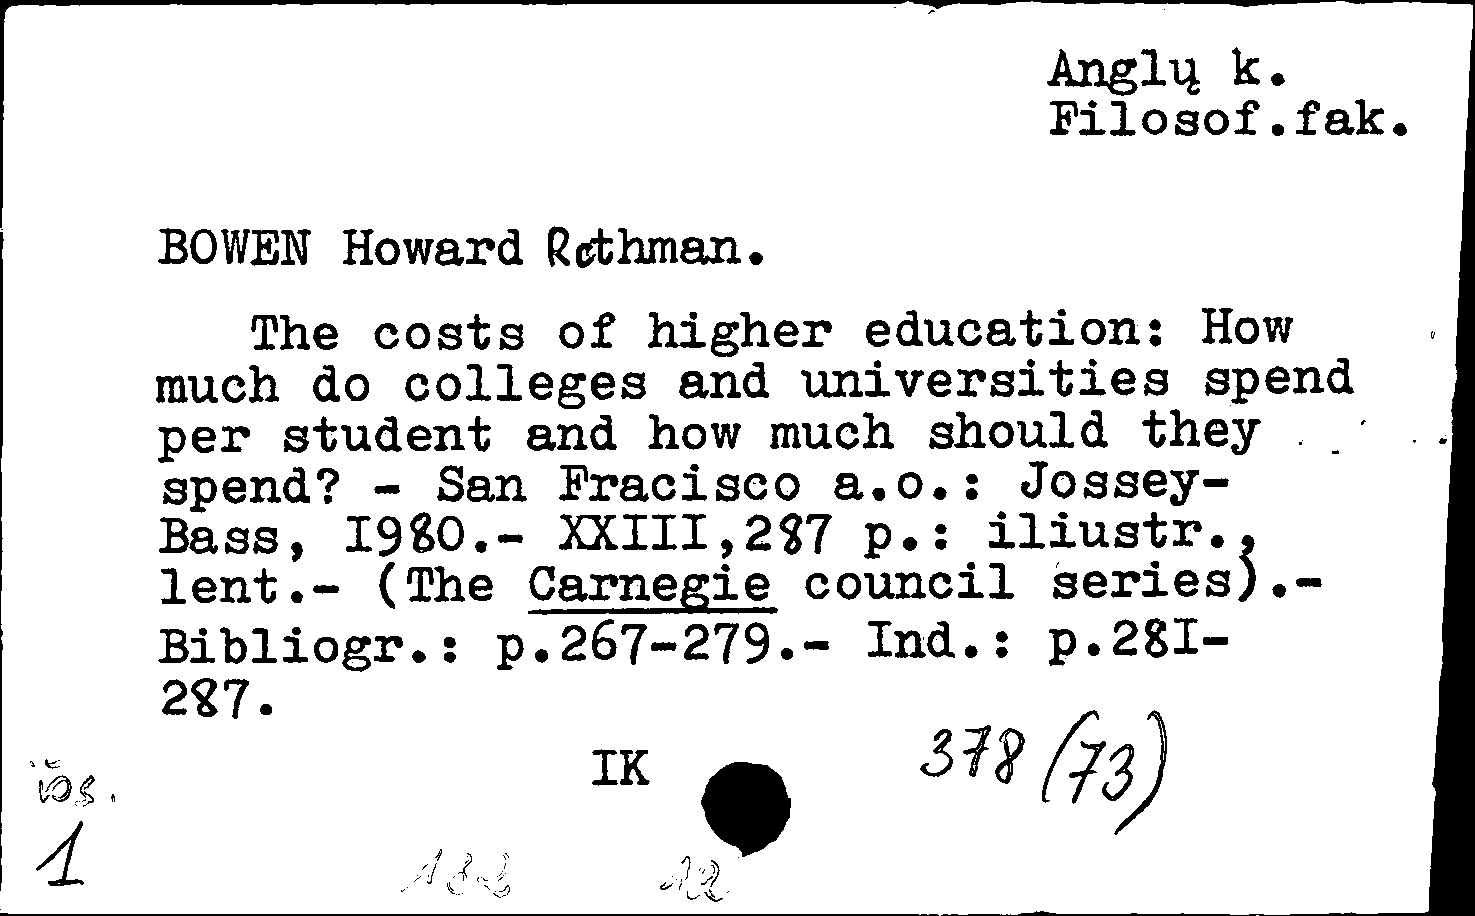 Anglų k.
Filosof.fak.
BOWEN Howard Rothman.
The costs of higher education: How
much do colleges and universities spend
per student and how much should they
spend? - San Fracisco a.o.: Jossey-
Bass, I980.- XXIII,287 p.: iliustr.,
lent.- (The Carnegie council series).-
Bibliogr.: p.267-279.- Ind.: p.28I-
287.
IK
378 (73)
1